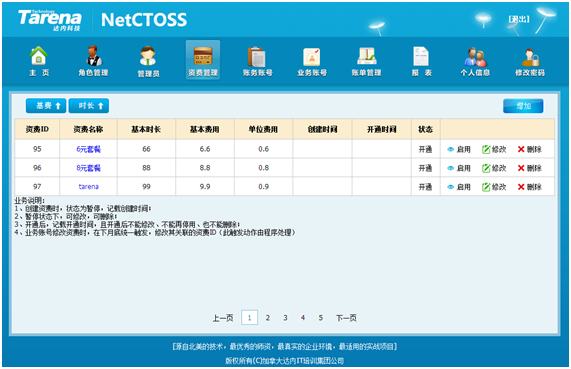 Technology
Tarena
达内科技
NetCTOSS
[退出]
主 页 角色管理 管理员 资费管理 账务账号 业务账号 账单管理 报 表 个人信息 修改密码
基费 时长 增加
资费ID 资费名称 基本时长 基本费用 单位费用 创建时间 开通时间 状态
95 6元套餐 66 6.6 0.6 开通 启用 修改 删除
96 8元套餐 88 8.8 0.8 开通 启用 修改 删除
97 tarena 99 9.9 0.9 开通 启用 修改 删除
业务说明:
1、创建资费时,状态为暂停,记载创建时间;
2、暂停状态下,可修改,可删除;
3、开通后,记载开通时间,且开通后不能修改、不能再停用、也不能删除;
4、业务账号修改资费时,在下月底统一触发,修改其关联的资费ID(此触发动作由程序处理)
上一页 1 2 3 4 5 下一页
[源自北美的技术,最优秀的师资,最真实的企业环境,最适用的实战项目]
版权所有(C)加拿大达内IT培训集团公司